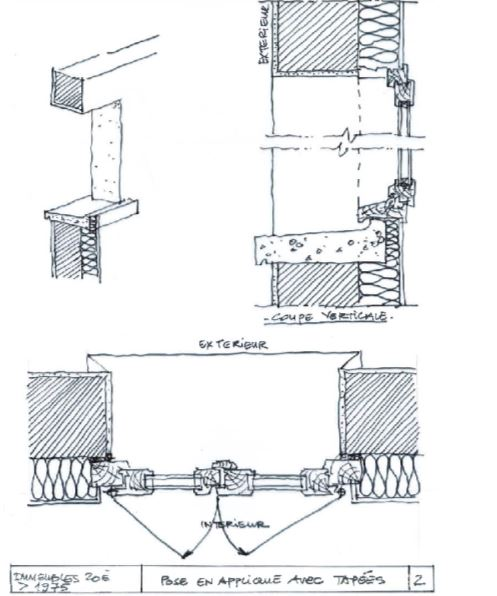 EXTERIEUR
- COUPE VERTICALE -
EXTERIEUR
INTERIEUR
IMMEUBLES 20È
> 1975
POSE EN APPLIQUE AVEC TAPÉES
2